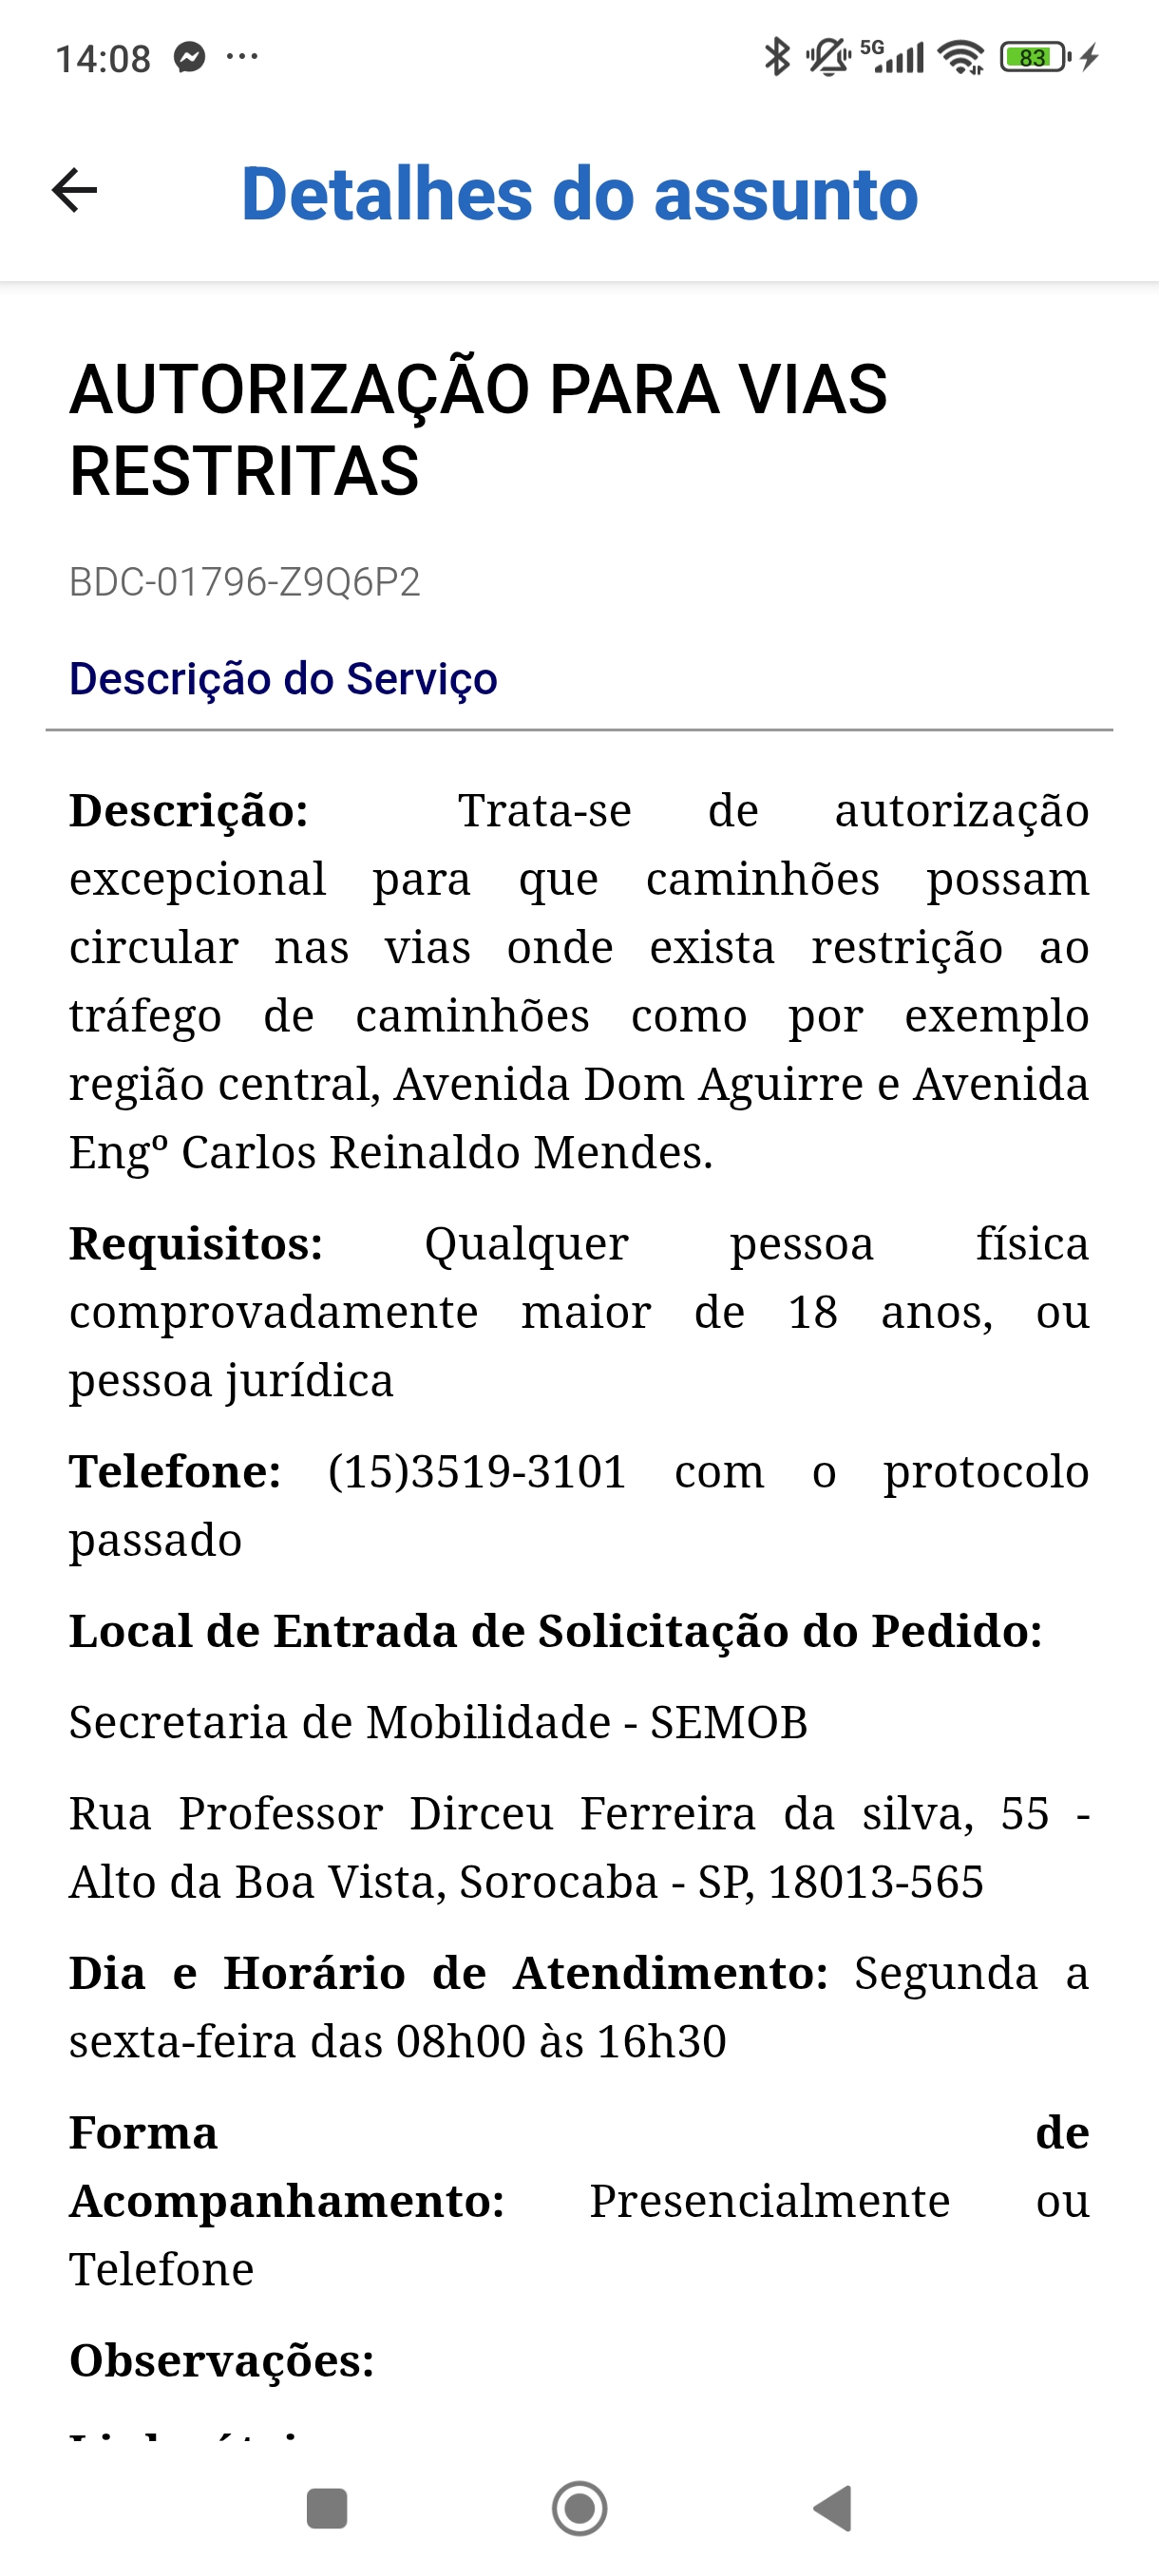 14:08
5G
83
Detalhes do assunto
AUTORIZAÇÃO PARA VIAS
RESTRITAS
BDC-01796-Z9Q6P2
Descrição do Serviço
Descrição: Trata-se de autorização
excepcional para que caminhões possam
circular nas vias onde exista restrição ao
tráfego de caminhões como por exemplo
região central, Avenida Dom Aguirre e Avenida
Engº Carlos Reinaldo Mendes.
Requisitos: Qualquer pessoa física
comprovadamente maior de 18 anos, ou
pessoa jurídica
Telefone: (15)3519-3101 com o protocolo
passado
Local de Entrada de Solicitação do Pedido:
Secretaria de Mobilidade - SEMOB
Rua Professor Dirceu Ferreira da silva, 55 -
Alto da Boa Vista, Sorocaba - SP, 18013-565
Dia e Horário de Atendimento: Segunda a
sexta-feira das 08h00 às 16h30
Forma de
Acompanhamento: Presencialmente ou
Telefone
Observações: